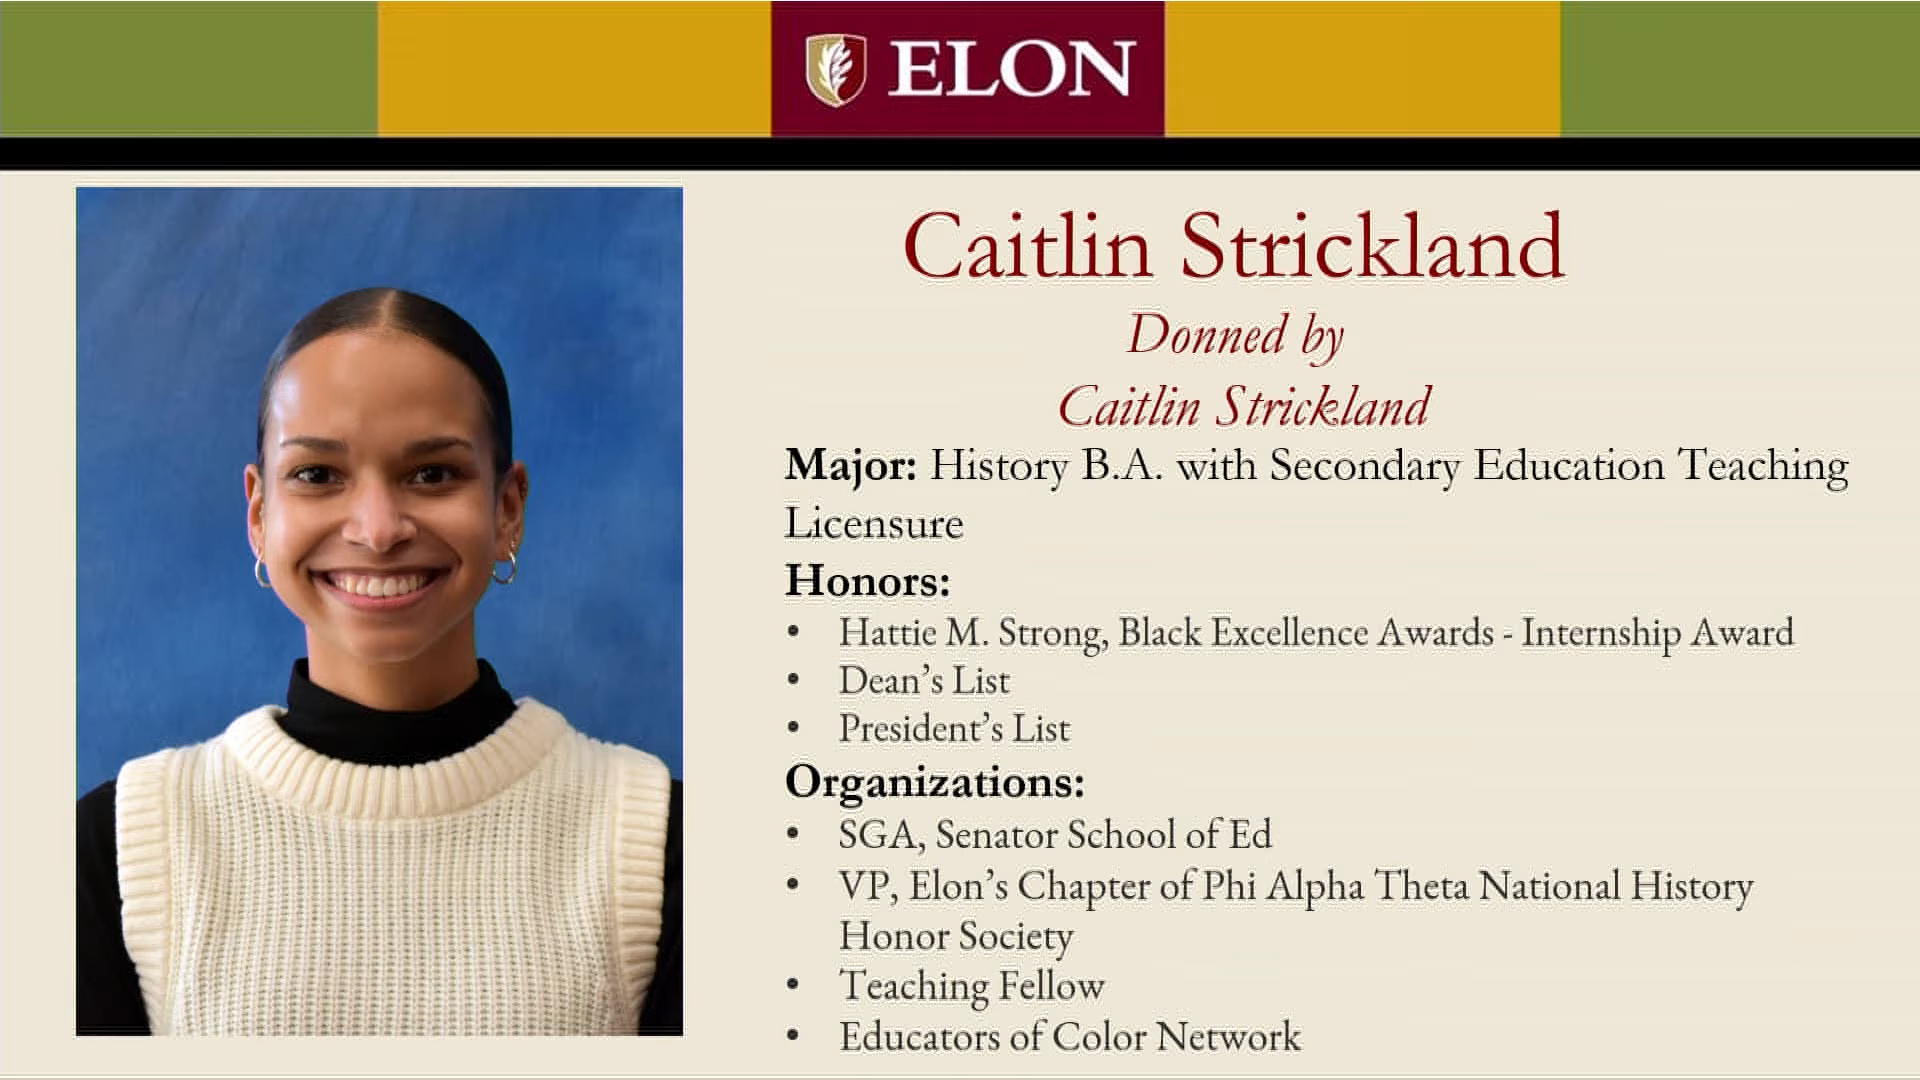 ELON
Caitlin Strickland
Donned by
Caitlin Strickland
Major: History B.A. with Secondary Education Teaching
Licensure
Honors:
• Hattie M. Strong, Black Excellence Awards - Internship Award
• Dean’s List
• President’s List
Organizations:
• SGA, Senator School of Ed
• VP, Elon’s Chapter of Phi Alpha Theta National History
Honor Society
• Teaching Fellow
• Educators of Color Network